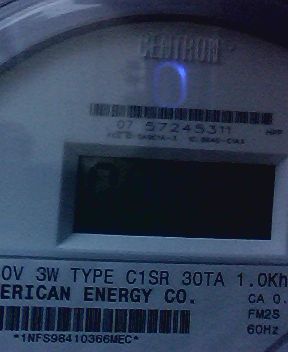 CENTRON
07 57245311
0V 3W TYPE C1SR 30TA 1.0Kh
ERICAN ENERGY CO.
CA 0.
FM2S
60Hz
*1NFS98410366MEC*